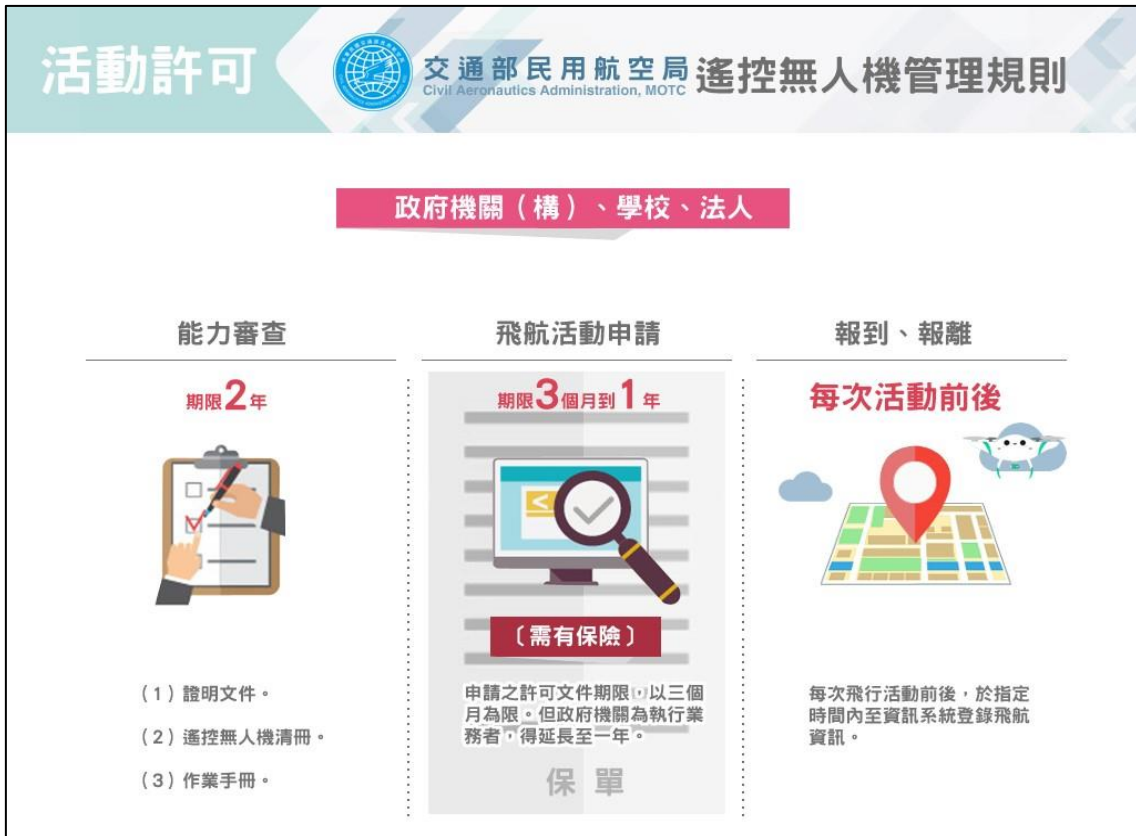 活動許可
交通部民用航空局
Civil Aeronautics Administration, MOTC
遙控無人機管理規則
政府機關（構）、學校、法人
能力審查
期限2年
（1）證明文件。
（2）遙控無人機清冊。
（3）作業手冊。
飛航活動申請
期限3個月到1年
〔需有保險〕
申請之許可文件期限，以三個
月為限。但政府機關為執行業
務者，得延長至一年。
保單
報到、報離
每次活動前後
每次飛行活動前後，於指定
時間內至資訊系統登錄飛航
資訊。